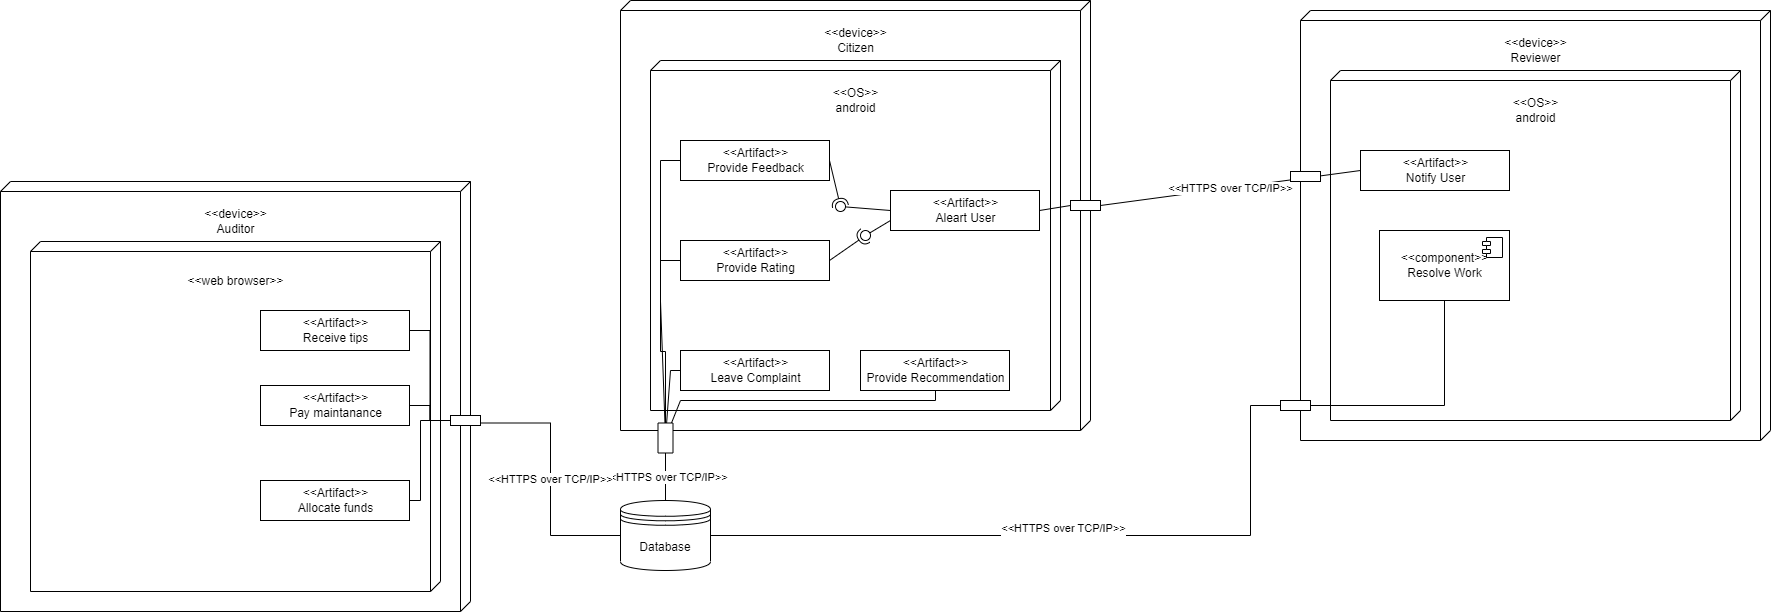 <<device>>
Citizen
<<OS>>
android
<<Artifact>>
Provide Feedback
<<Artifact>>
Aleart User
<<Artifact>>
Provide Rating
<<Artifact>>
Leave Complaint
<<Artifact>>
Provide Recommendation
<<device>>
Reviewer
<<OS>>
android
<<Artifact>>
Notify User
<<component>>
Resolve Work
<<HTTPS over TCP/IP>>
<<device>>
Auditor
<<web browser>>
<<Artifact>>
Receive tips
<<Artifact>>
Pay maintanance
<<Artifact>>
Allocate funds
<<HTTPS over TCP/IP>>
<<HTTPS over TCP/IP>>
<<HTTPS over TCP/IP>>
Database